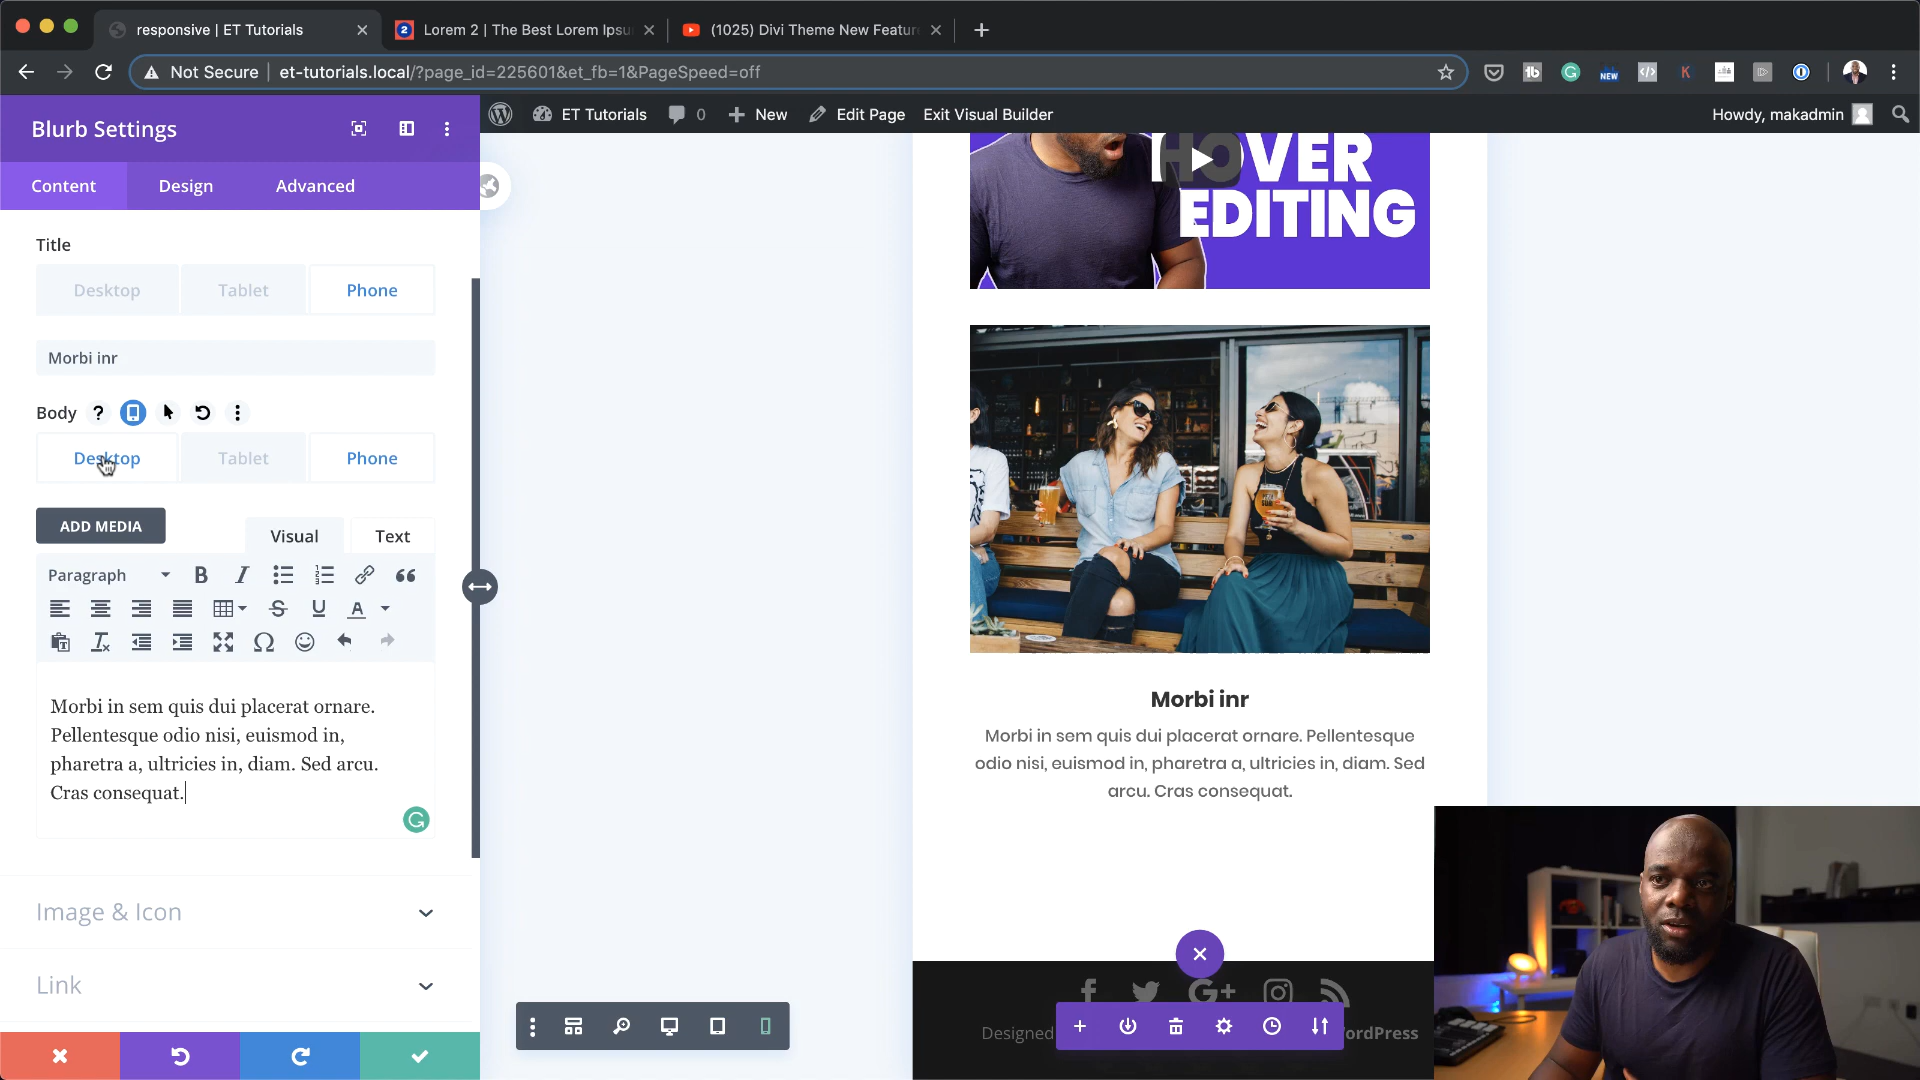 responsive | ET Tutorials
Lorem 2 | The Best Lorem Ipsu
(1025) Divi Theme New Featur
Not Secure | et-tutorials.local/?page_id=225601&et_fb=1&PageSpeed=off
Blurb Settings
ET Tutorials
0
New
Edit Page
Exit Visual Builder
Howdy, makadmin
Content
Design
Advanced
HOVER
EDITING
Title
Desktop
Tablet
Phone
Morbi inr
Body
Desktop
Tablet
Phone
ADD MEDIA
Visual
Text
Paragraph
Morbi in sem quis dui placerat ornare.
Pellentesque odio nisi, euismod in,
pharetra a, ultricies in, diam. Sed arcu.
Cras consequat.
Morbi inr
Morbi in sem quis dui placerat ornare. Pellentesque
odio nisi, euismod in, pharetra a, ultricies in, diam. Sed
arcu. Cras consequat.
Image & Icon
Link
Designed
ordPress